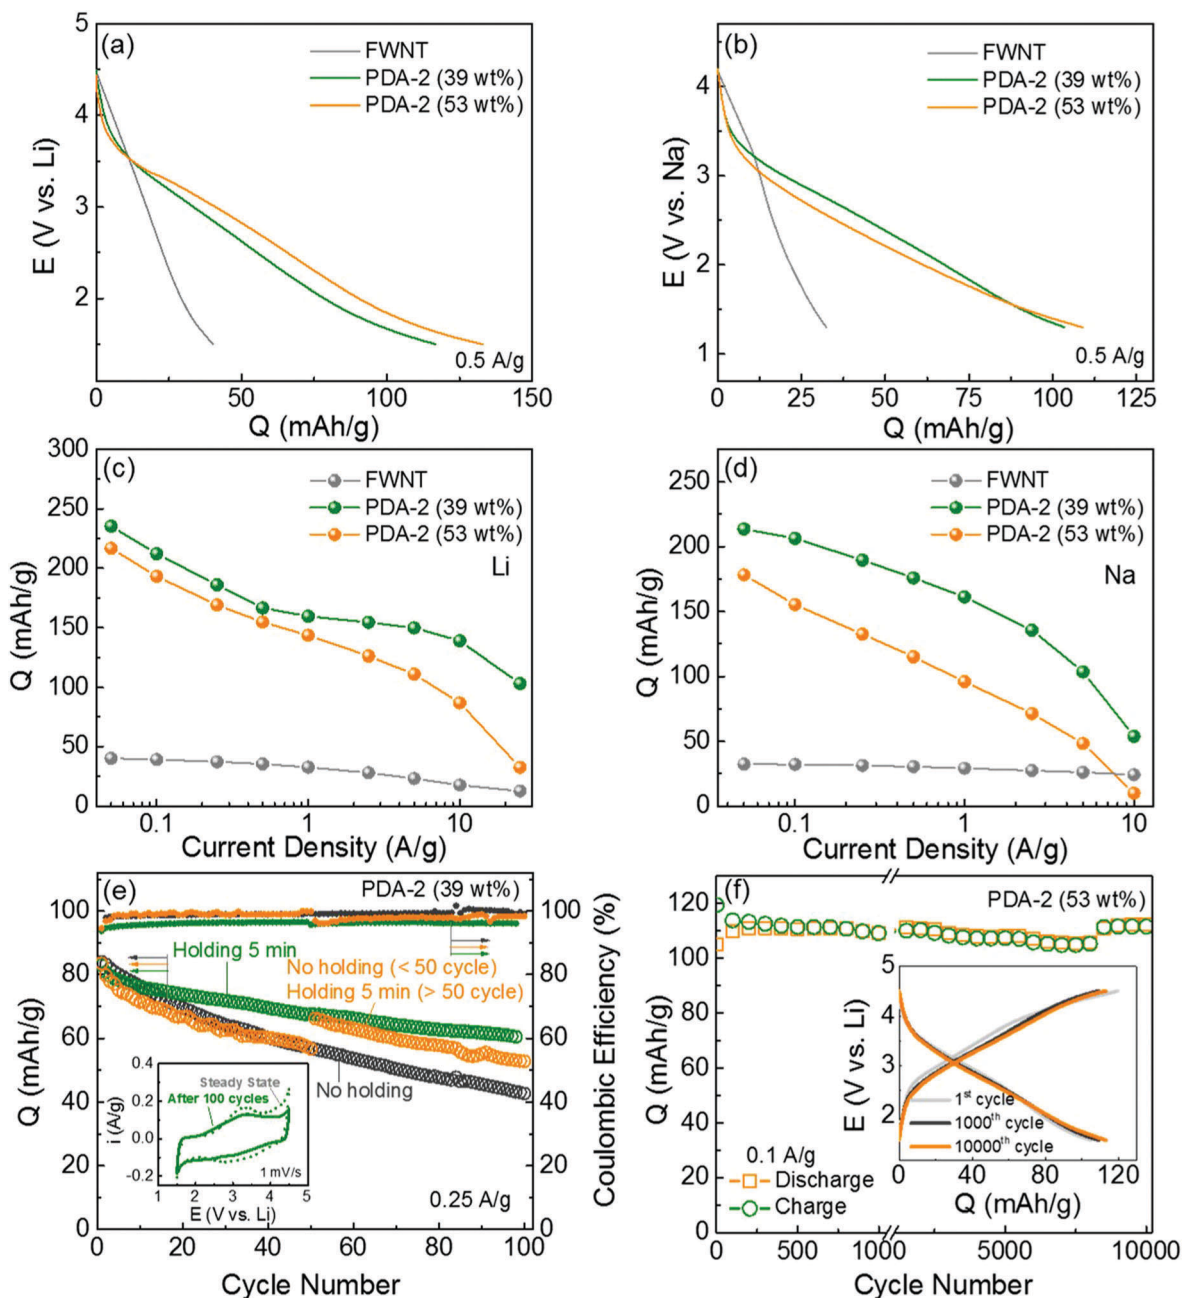 (a)
FWNT
PDA-2 (39 wt%)
PDA-2 (53 wt%)
0.5 A/g
E (V vs. Li)
5
4
3
2
0
50
100
150
Q (mAh/g)
(b)
FWNT
PDA-2 (39 wt%)
PDA-2 (53 wt%)
0.5 A/g
E (V vs. Na)
4
3
2
1
0
25
50
75
100
125
Q (mAh/g)
(c)
FWNT
PDA-2 (39 wt%)
PDA-2 (53 wt%)
Li
Q (mAh/g)
300
250
200
150
100
50
0
0.1
1
10
Current Density (A/g)
(d)
FWNT
PDA-2 (39 wt%)
PDA-2 (53 wt%)
Na
Q (mAh/g)
250
200
150
100
50
0
0.1
1
10
Current Density (A/g)
(e)
PDA-2 (39 wt%)
Holding 5 min
No holding (< 50 cycle)
Holding 5 min (> 50 cycle)
No holding
0.25 A/g
Q (mAh/g)
100
80
60
40
20
0
Coulombic Efficiency (%)
100
80
60
40
20
0
0
20
40
60
80
100
Cycle Number
Steady State
After 100 cycles
1 mV/s
i (A/g)
0.4
0.2
0.0
-0.2
1
2
3
4
5
E (V vs. Li)
(f)
PDA-2 (53 wt%)
0.1 A/g
Discharge
Charge
Q (mAh/g)
120
100
80
60
40
20
0
0
500
1000
5000
10000
Cycle Number
E (V vs. Li)
5
4
3
2
1st cycle
1000th cycle
10000th cycle
0
40
80
120
Q (mAh/g)